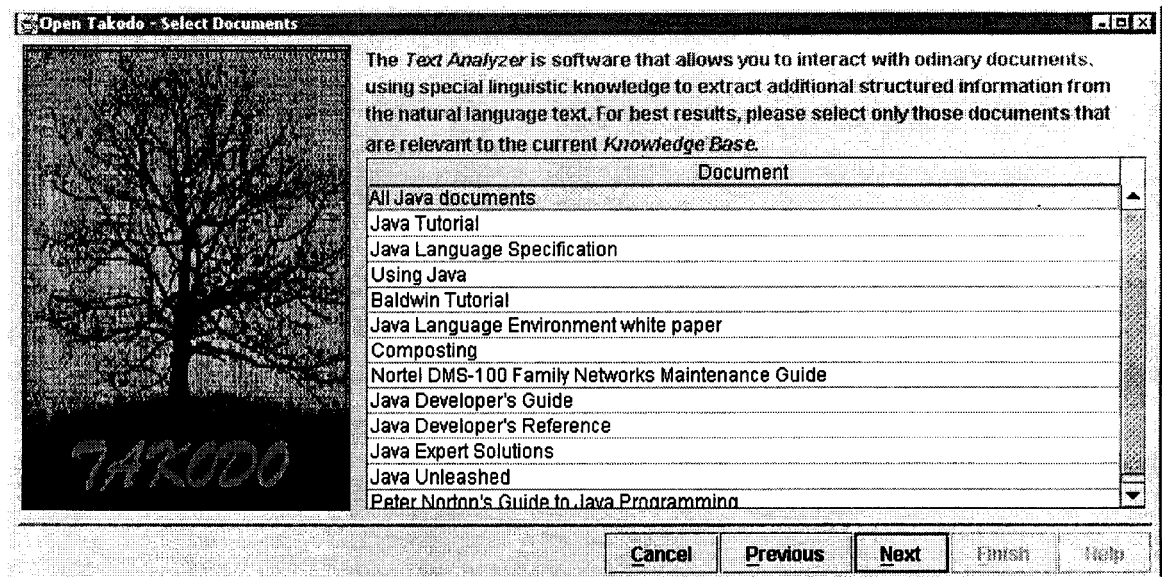 Open Takodo - Select Documents
The Text Analyzer is software that allows you to interact with odinary documents,
using special linguistic knowledge to extract additional structured information from
the natural language text. For best results, please select only those documents that
are relevant to the current Knowledge Base.
Document
All Java documents
Java Tutorial
Java Language Specification
Using Java
Baldwin Tutorial
Java Language Environment white paper
Composting
Nortel DMS-100 Family Networks Maintenance Guide
Java Developer's Guide
Java Developer's Reference
Java Expert Solutions
Java Unleashed
Peter Norton's Guide to Java Programming
TAKODO
Cancel Previous Next Finish Help